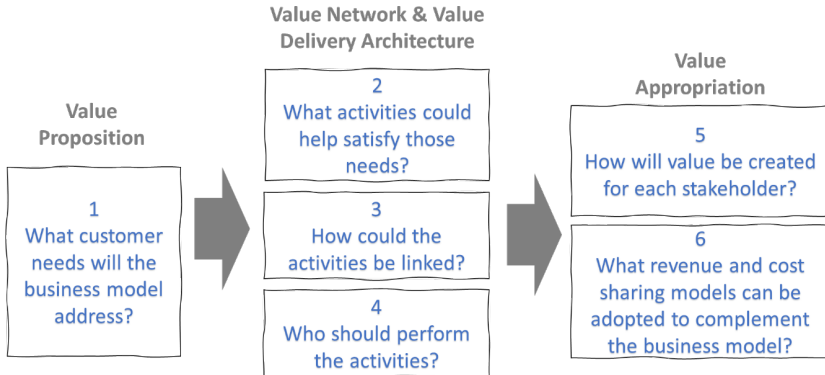 Value
Proposition
1
What customer
needs will the
business model
address?
Value Network & Value
Delivery Architecture
2
What activities could
help satisfy those
needs?
3
How could the
activities be linked?
4
Who should perform
the activities?
Value
Appropriation
5
How will value be created
for each stakeholder?
6
What revenue and cost
sharing models can be
adopted to complement
the business model?